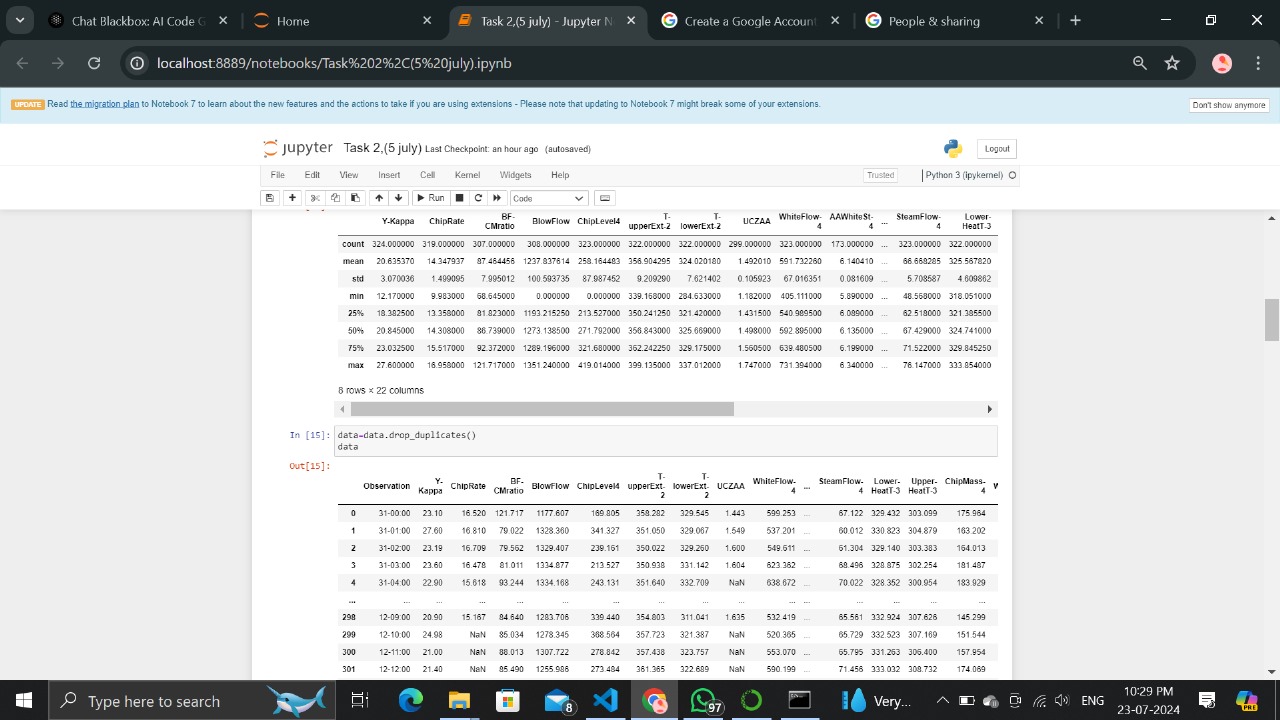 Chat Blackbox: AI Code G
Home
Task 2,(5 july) - Jupyter N
Create a Google Account
People & sharing
localhost:8889/notebooks/Task%202%2C(5%20july).ipynb
UPDATE Read the migration plan to Notebook 7 to learn about the new features and the actions to take if you are using extensions - Please note that updating to Notebook 7 might break some of your extensions.
Don't show anymore
jupyter Task 2,(5 july) Last Checkpoint: an hour ago (autosaved)
Logout
File Edit View Insert Cell Kernel Widgets Help
Trusted
Python 3 (ipykernel)
Run
Code
Y-Kappa ChipRate BF-CMratio BlowFlow ChipLevel4 T-upperExt-2 T-lowerExt-2 UCZAA WhiteFlow-4 AAWhiteSt-4 ... SteamFlow-4 Lower-HeatT-3
count 324.000000 319.000000 307.000000 308.000000 323.000000 322.000000 322.000000 299.000000 323.000000 173.000000 ... 323.000000 322.000000
mean 20.635370 14.347937 87.464456 1237.837614 258.164483 356.904295 324.020180 1.492010 591.732260 6.140410 ... 66.668285 325.567820
std 3.070036 1.499095 7.995012 100.593735 87.987452 9.209290 7.621402 0.105923 67.016351 0.081609 ... 5.708587 4.609862
min 12.170000 9.983000 68.645000 0.000000 0.000000 339.168000 284.633000 1.182000 405.111000 5.890000 ... 48.568000 318.051000
25% 18.382500 13.358000 81.823000 1193.215250 213.527000 350.241250 321.420000 1.431500 540.989500 6.089000 ... 62.518000 321.385500
50% 20.845000 14.308000 86.739000 1273.138500 271.792000 356.843000 325.669000 1.498000 592.895000 6.135000 ... 67.429000 324.741000
75% 23.032500 15.517000 92.372000 1289.196000 321.680000 362.242250 329.175000 1.560500 639.480500 6.199000 ... 71.522000 329.845250
max 27.600000 16.958000 121.717000 1351.240000 419.014000 399.135000 337.012000 1.747000 731.394000 6.340000 ... 76.147000 333.854000
8 rows × 22 columns
In [15]: data=data.drop_duplicates()
data
Out[15]:
Observation Y-Kappa ChipRate BF-CMratio BlowFlow ChipLevel4 T-upperExt-2 T-lowerExt-2 UCZAA WhiteFlow-4 ... SteamFlow-4 Lower-HeatT-3 Upper-HeatT-3 ChipMass-4 W
0 31-00:00 23.10 16.520 121.717 1177.607 169.805 358.282 329.545 1.443 599.253 ... 67.122 329.432 303.099 175.964
1 31-01:00 27.60 16.810 79.022 1328.360 341.327 351.050 329.067 1.549 537.201 ... 60.012 330.823 304.879 163.202
2 31-02:00 23.19 16.709 79.562 1329.407 239.161 350.022 329.260 1.600 549.611 ... 61.304 329.140 303.383 164.013
3 31-03:00 23.60 16.478 81.011 1334.877 213.527 350.938 331.142 1.604 623.362 ... 68.496 328.875 302.254 181.487
4 31-04:00 22.90 15.618 93.244 1334.168 243.131 351.640 332.709 NaN 638.672 ... 70.022 328.352 300.954 183.929
... ... ... ... ... ... ... ... ... ... ... ... ... ... ... ...
298 12-09:00 20.90 15.167 84.640 1283.706 339.440 354.803 311.041 1.635 532.419 ... 65.561 332.924 307.626 145.299
299 12-10:00 24.98 NaN 85.034 1278.345 368.564 357.723 321.387 NaN 520.365 ... 65.729 332.523 307.169 151.544
300 12-11:00 21.00 NaN 88.013 1307.722 278.842 357.438 323.757 NaN 553.070 ... 65.795 331.263 306.400 157.954
301 12-12:00 21.40 NaN 85.490 1255.986 273.484 361.365 322.689 NaN 590.199 ... 71.456 333.032 308.732 174.069
Type here to search
8
97
Very...
ENG
10:29 PM
23-07-2024
PRE